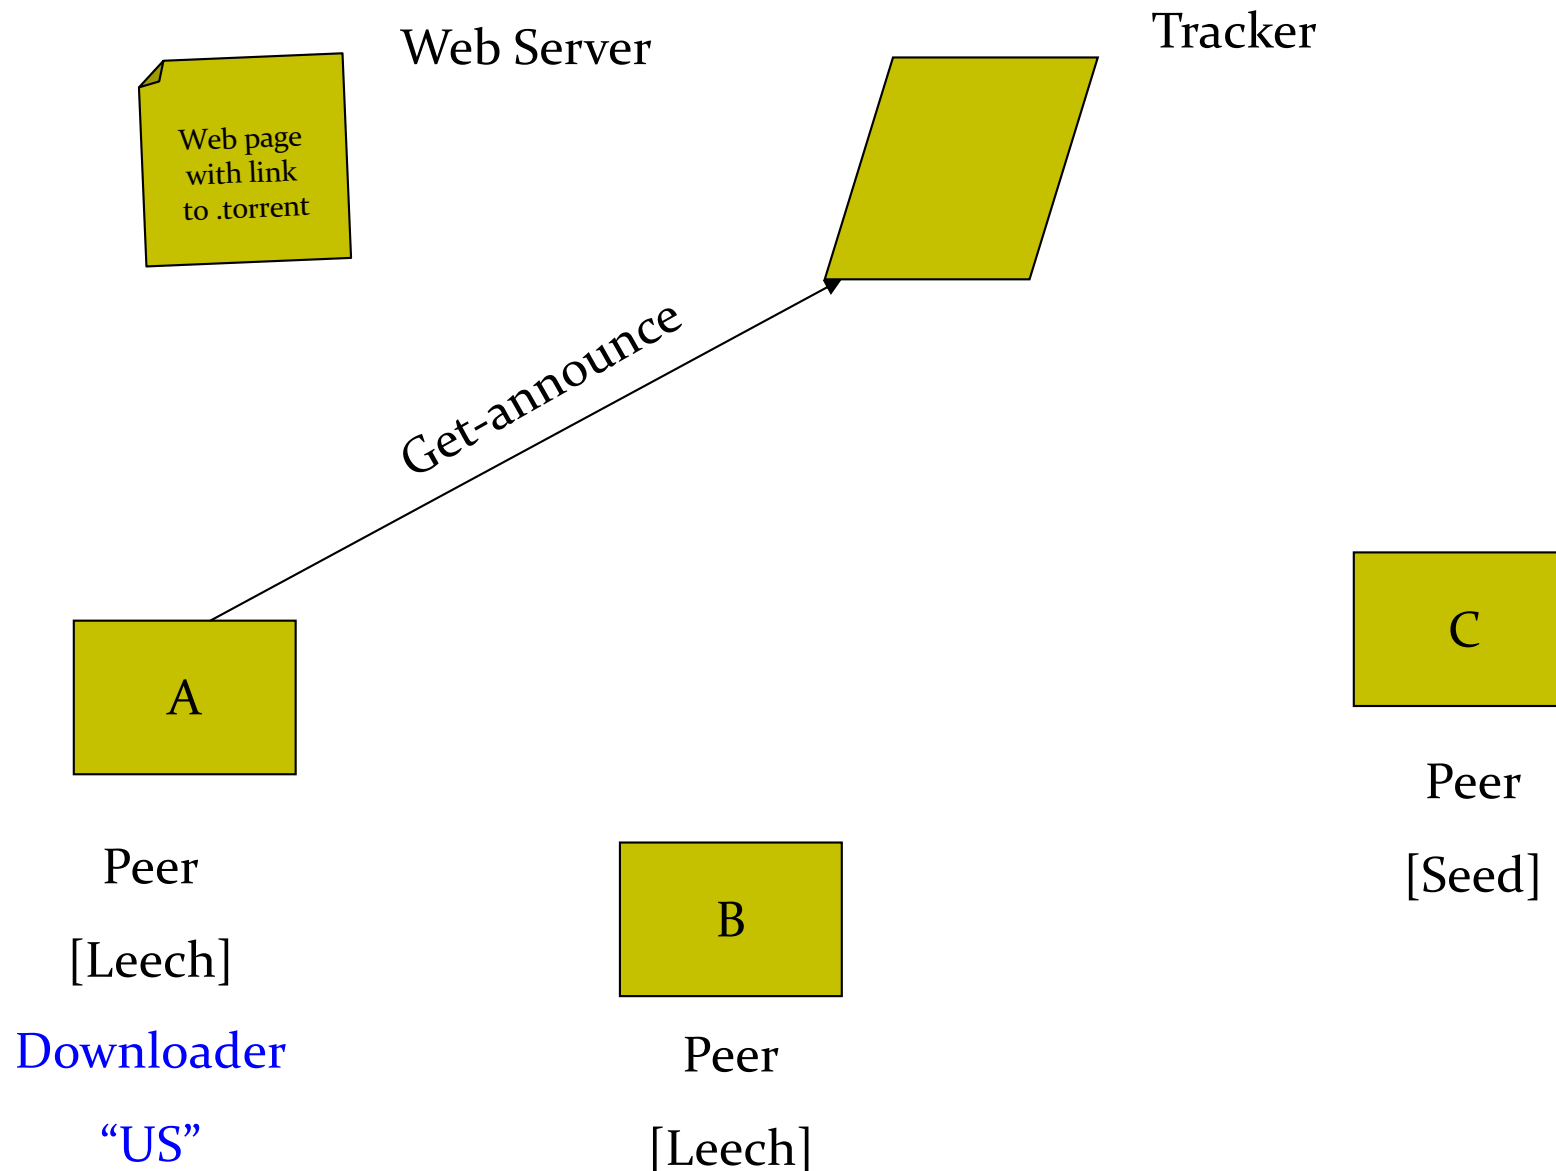 Web Server
Tracker
Web page
with link
to .torrent
Get-announce
A
Peer
[Leech]
Downloader
“US”
B
Peer
[Leech]
C
Peer
[Seed]